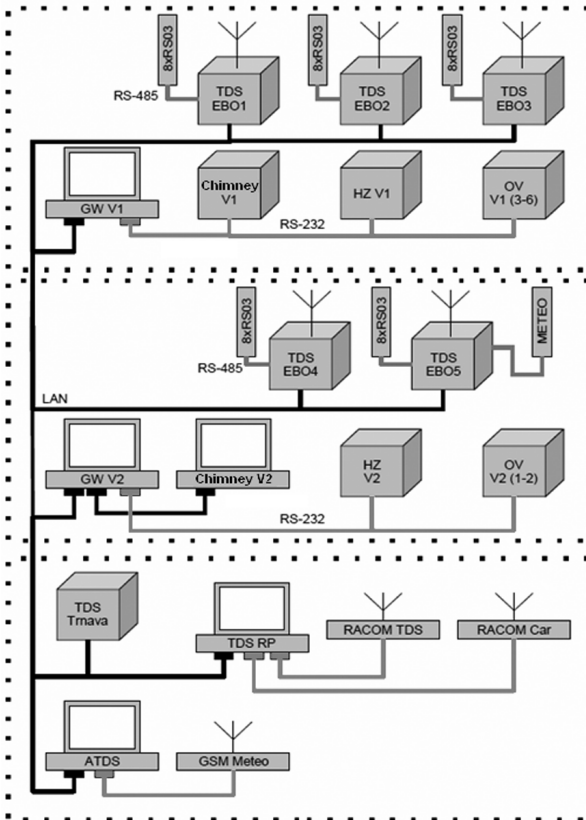 8xRS03
8xRS03
8xRS03
TDS
EBO1
TDS
EBO2
TDS
EBO3
RS-485
GW V1
Chimney
V1
HZ V1
OV
V1 (3-6)
RS-232
8xRS03
8xRS03
METEO
TDS
EBO4
TDS
EBO5
RS-485
LAN
GW V2
Chimney V2
HZ
V2
OV
V2 (1-2)
RS-232
TDS
Trnava
TDS RP
RACOM TDS
RACOM Car
ATDS
GSM Meteo